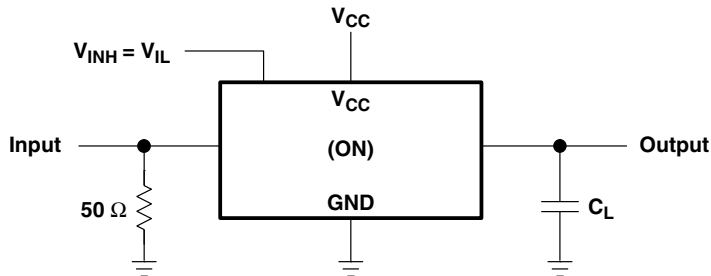 V_CC
V_INH = V_IL
V_CC
Input
(ON)
Output
50 Ω
GND
C_L